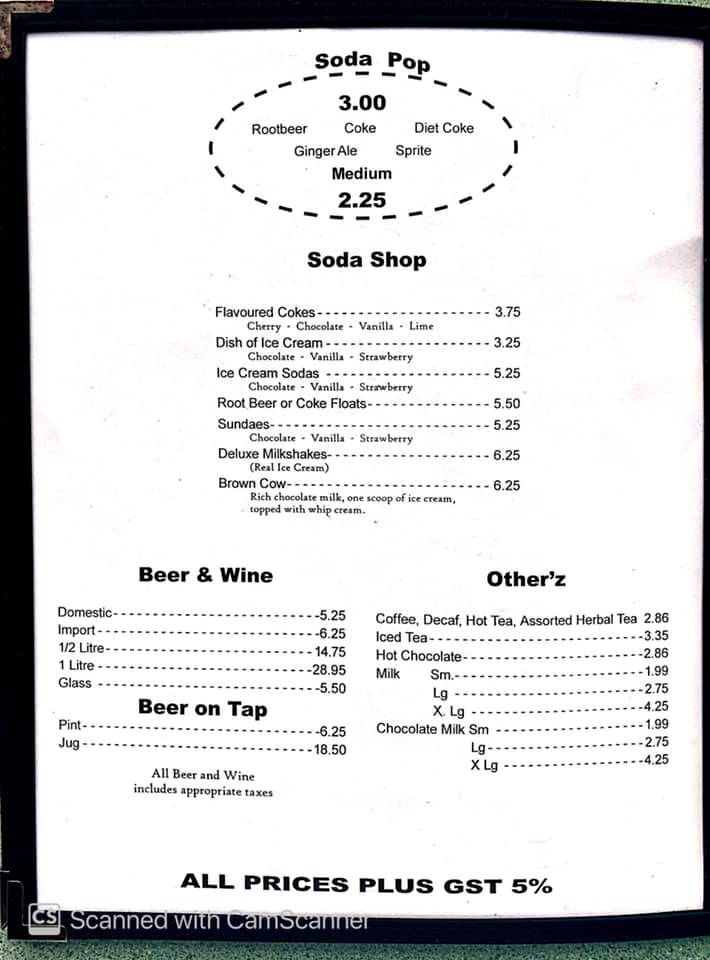 Soda Pop
3.00
Rootbeer Coke Diet Coke
Ginger Ale Sprite
Medium
2.25
Soda Shop
Flavoured Cokes--------------------- 3.75
Cherry - Chocolate - Vanilla - Lime
Dish of Ice Cream-------------------- 3.25
Chocolate - Vanilla - Strawberry
Ice Cream Sodas -------------------- 5.25
Chocolate - Vanilla - Strawberry
Root Beer or Coke Floats--------------- 5.50
Sundaes--------------------------- 5.25
Chocolate - Vanilla - Strawberry
Deluxe Milkshakes-------------------- 6.25
(Real Ice Cream)
Brown Cow------------------------- 6.25
Rich chocolate milk, one scoop of ice cream,
topped with whip cream.
Beer & Wine
Domestic-------------------------5.25
Import---------------------------6.25
1/2 Litre------------------------- 14.75
1 Litre --------------------------28.95
Glass ---------------------------5.50
Beer on Tap
Pint-----------------------------6.25
Jug ---------------------------- 18.50
All Beer and Wine
includes appropriate taxes
Other'z
Coffee, Decaf, Hot Tea, Assorted Herbal Tea 2.86
Iced Tea--------------------------3.35
Hot Chocolate----------------------2.86
Milk Sm.-----------------------1.99
Lg -----------------------2.75
X. Lg ---------------------4.25
Chocolate Milk Sm ------------------1.99
Lg-------------------2.75
X Lg -----------------4.25
ALL PRICES PLUS GST 5%
CS Scanned with CamScanner